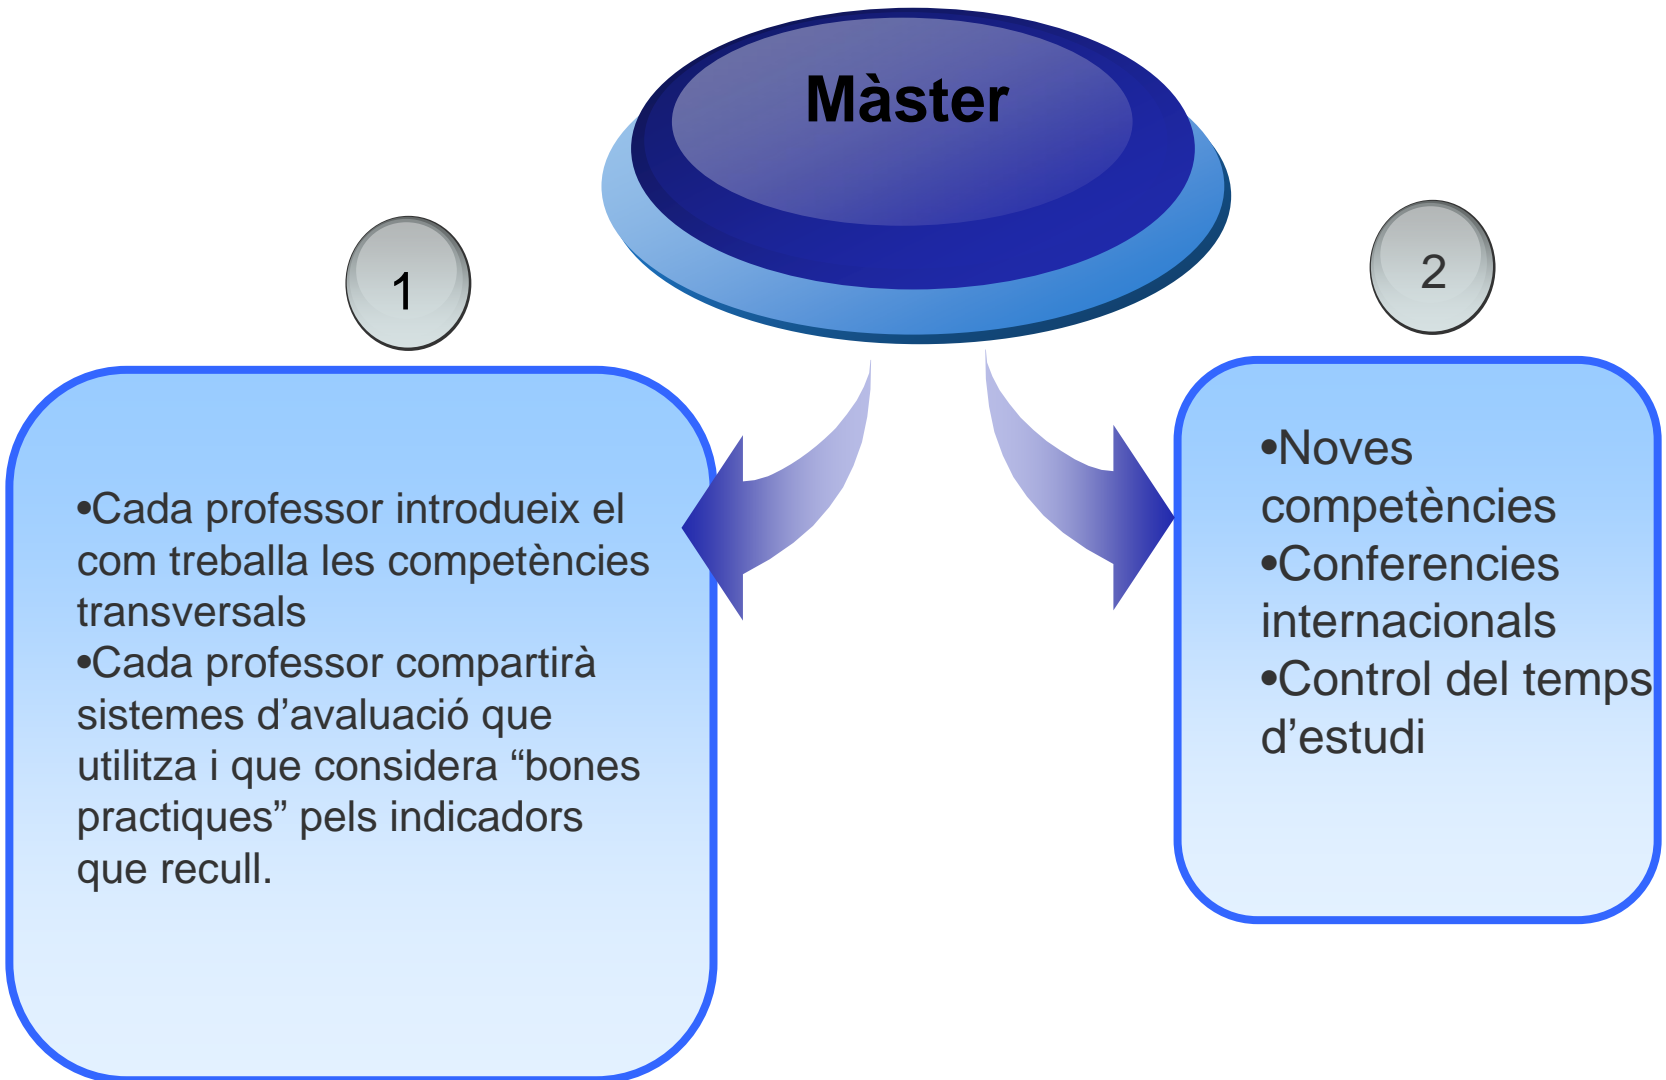 Màster
1
•Cada professor introdueix el
com treballa les competències
transversals
•Cada professor compartirà
sistemes d’avaluació que
utilitza i que considera “bones
practiques” pels indicadors
que recull.
2
•Noves
competències
•Conferencies
internacionals
•Control del temps
d’estudi